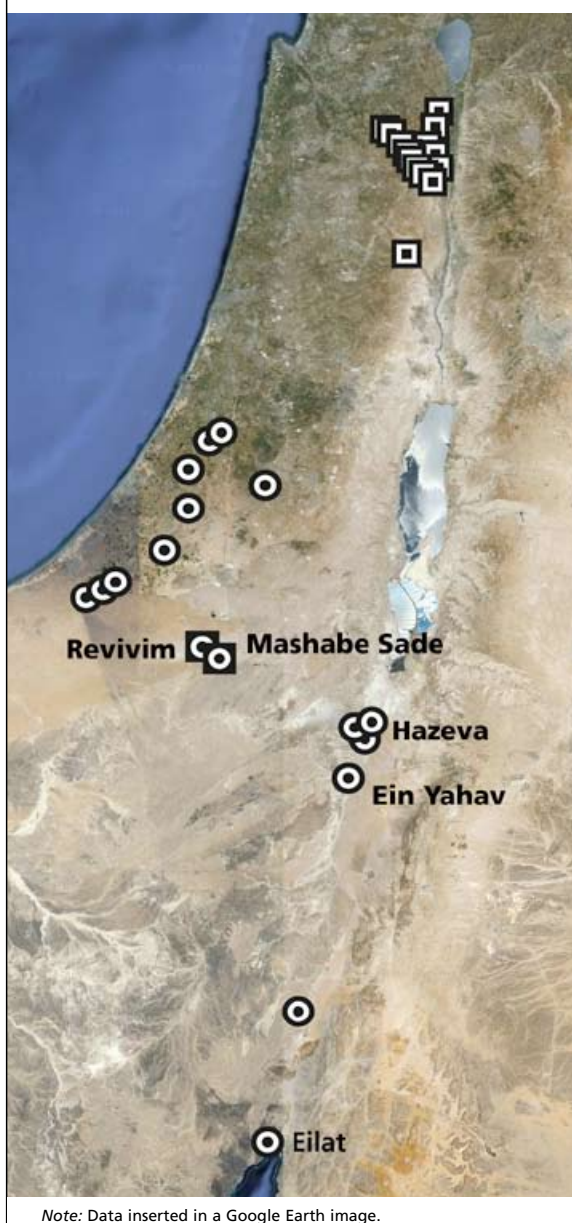 Revivim
Mashabe Sade
Hazeva
Ein Yahav
Eilat
Note: Data inserted in a Google Earth image.